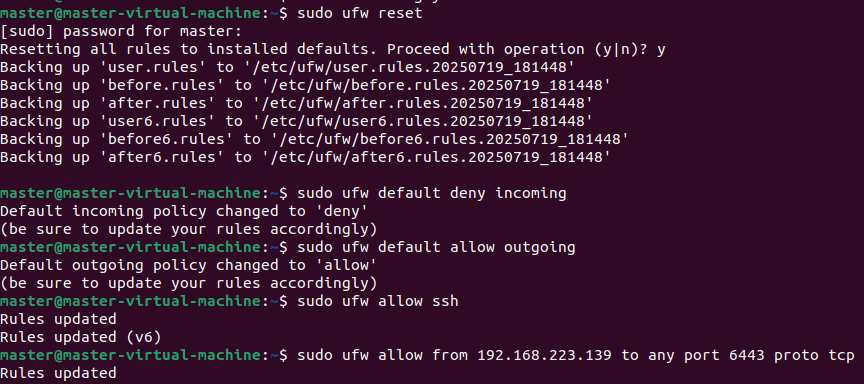 master@master-virtual-machine:~$ sudo ufw reset
[sudo] password for master:
Resetting all rules to installed defaults. Proceed with operation (y|n)? y
Backing up 'user.rules' to '/etc/ufw/user.rules.20250719_181448'
Backing up 'before.rules' to '/etc/ufw/before.rules.20250719_181448'
Backing up 'after.rules' to '/etc/ufw/after.rules.20250719_181448'
Backing up 'user6.rules' to '/etc/ufw/user6.rules.20250719_181448'
Backing up 'before6.rules' to '/etc/ufw/before6.rules.20250719_181448'
Backing up 'after6.rules' to '/etc/ufw/after6.rules.20250719_181448'
master@master-virtual-machine:~$ sudo ufw default deny incoming
Default incoming policy changed to 'deny'
(be sure to update your rules accordingly)
master@master-virtual-machine:~$ sudo ufw default allow outgoing
Default outgoing policy changed to 'allow'
(be sure to update your rules accordingly)
master@master-virtual-machine:~$ sudo ufw allow ssh
Rules updated
Rules updated (v6)
master@master-virtual-machine:~$ sudo ufw allow from 192.168.223.139 to any port 6443 proto tcp
Rules updated